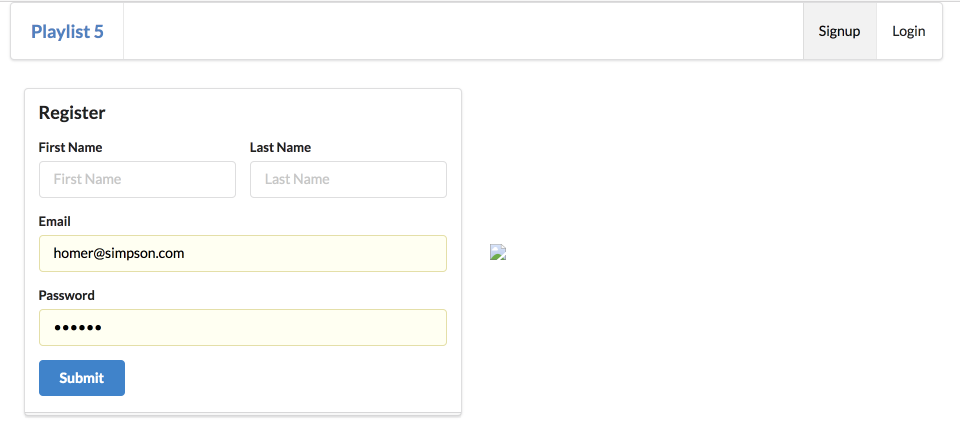 Playlist 5 Signup Login
Register
First Name Last Name
First Name Last Name
Email
homer@simpson.com
Password
••••••
Submit